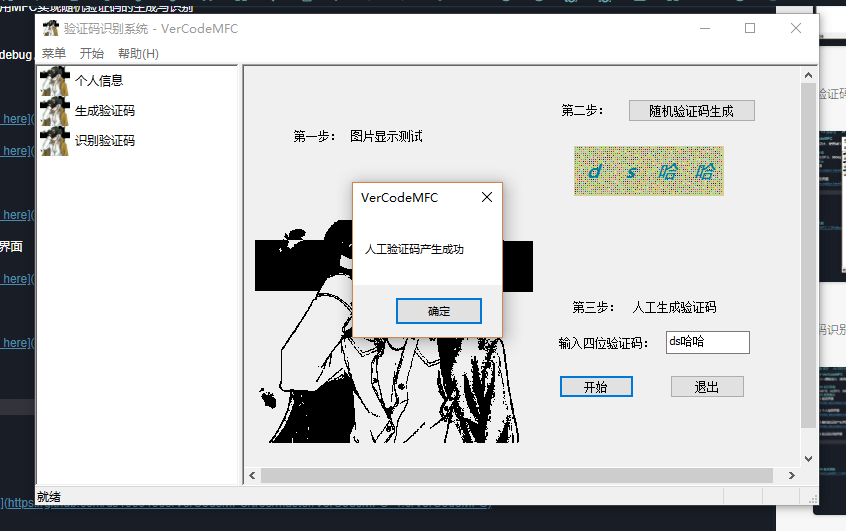 用MFC实现随机验证码的生成与识别
验证码识别系统 - VerCodeMFC
菜单 开始 帮助(H)
debug
个人信息
生成验证码
识别验证码
here](
here](
here](
界面
here](
here](
第一步： 图片显示测试
第二步： 随机验证码生成
d s 哈 哈
VerCodeMFC
人工验证码产生成功
确定
第三步： 人工生成验证码
输入四位验证码： ds哈哈
开始 退出
就绪
验证码
码识别